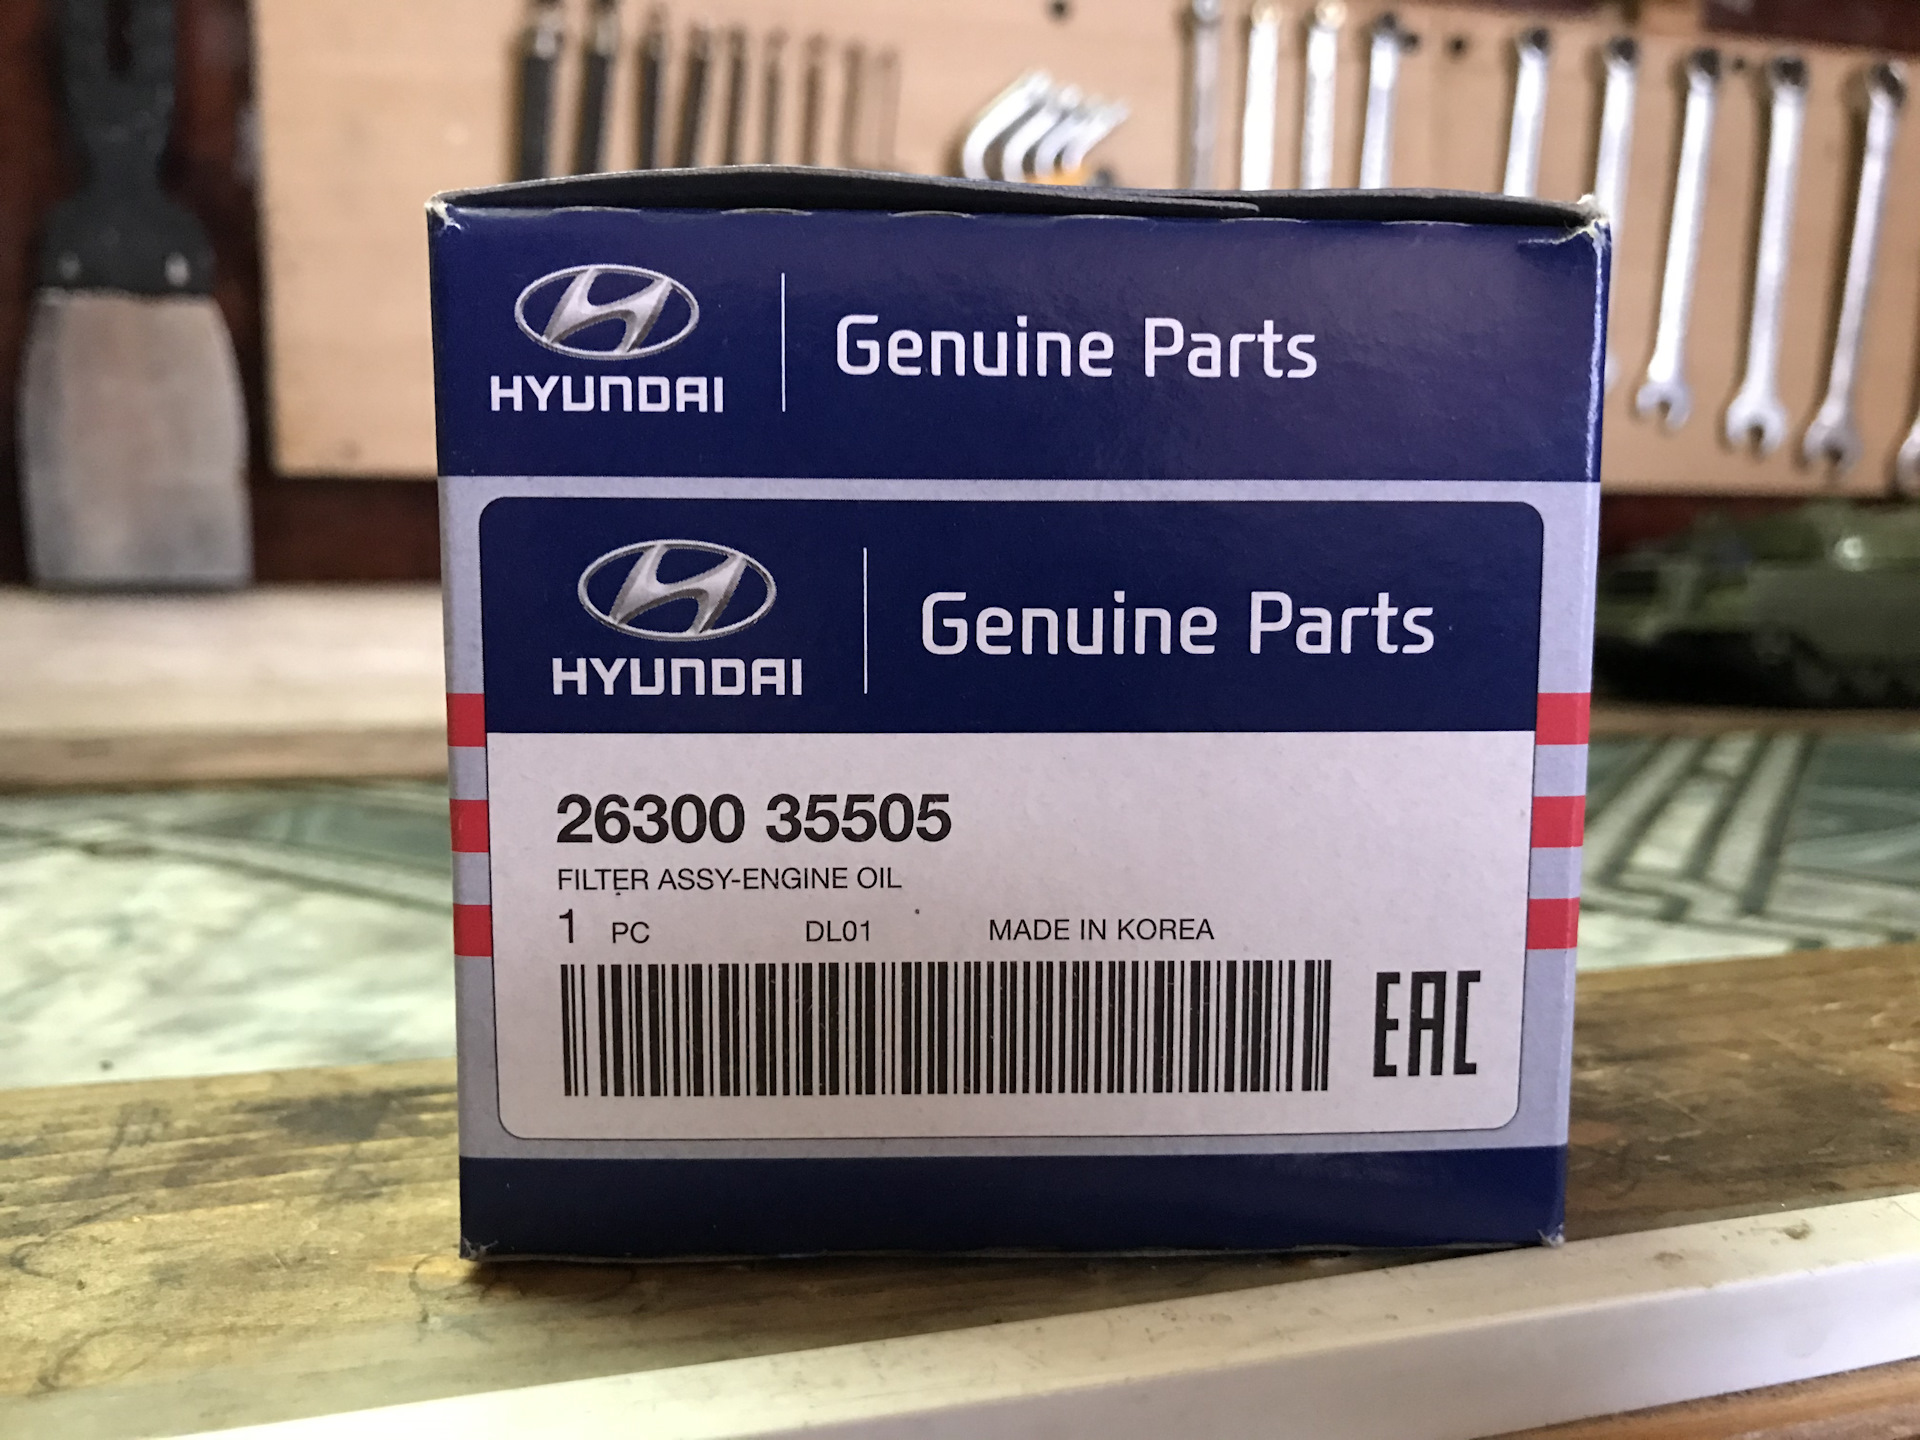 HYUNDAI
Genuine Parts
HYUNDAI
Genuine Parts
26300 35505
FILTER ASSY-ENGINE OIL
1 PC DL01 MADE IN KOREA
EAC